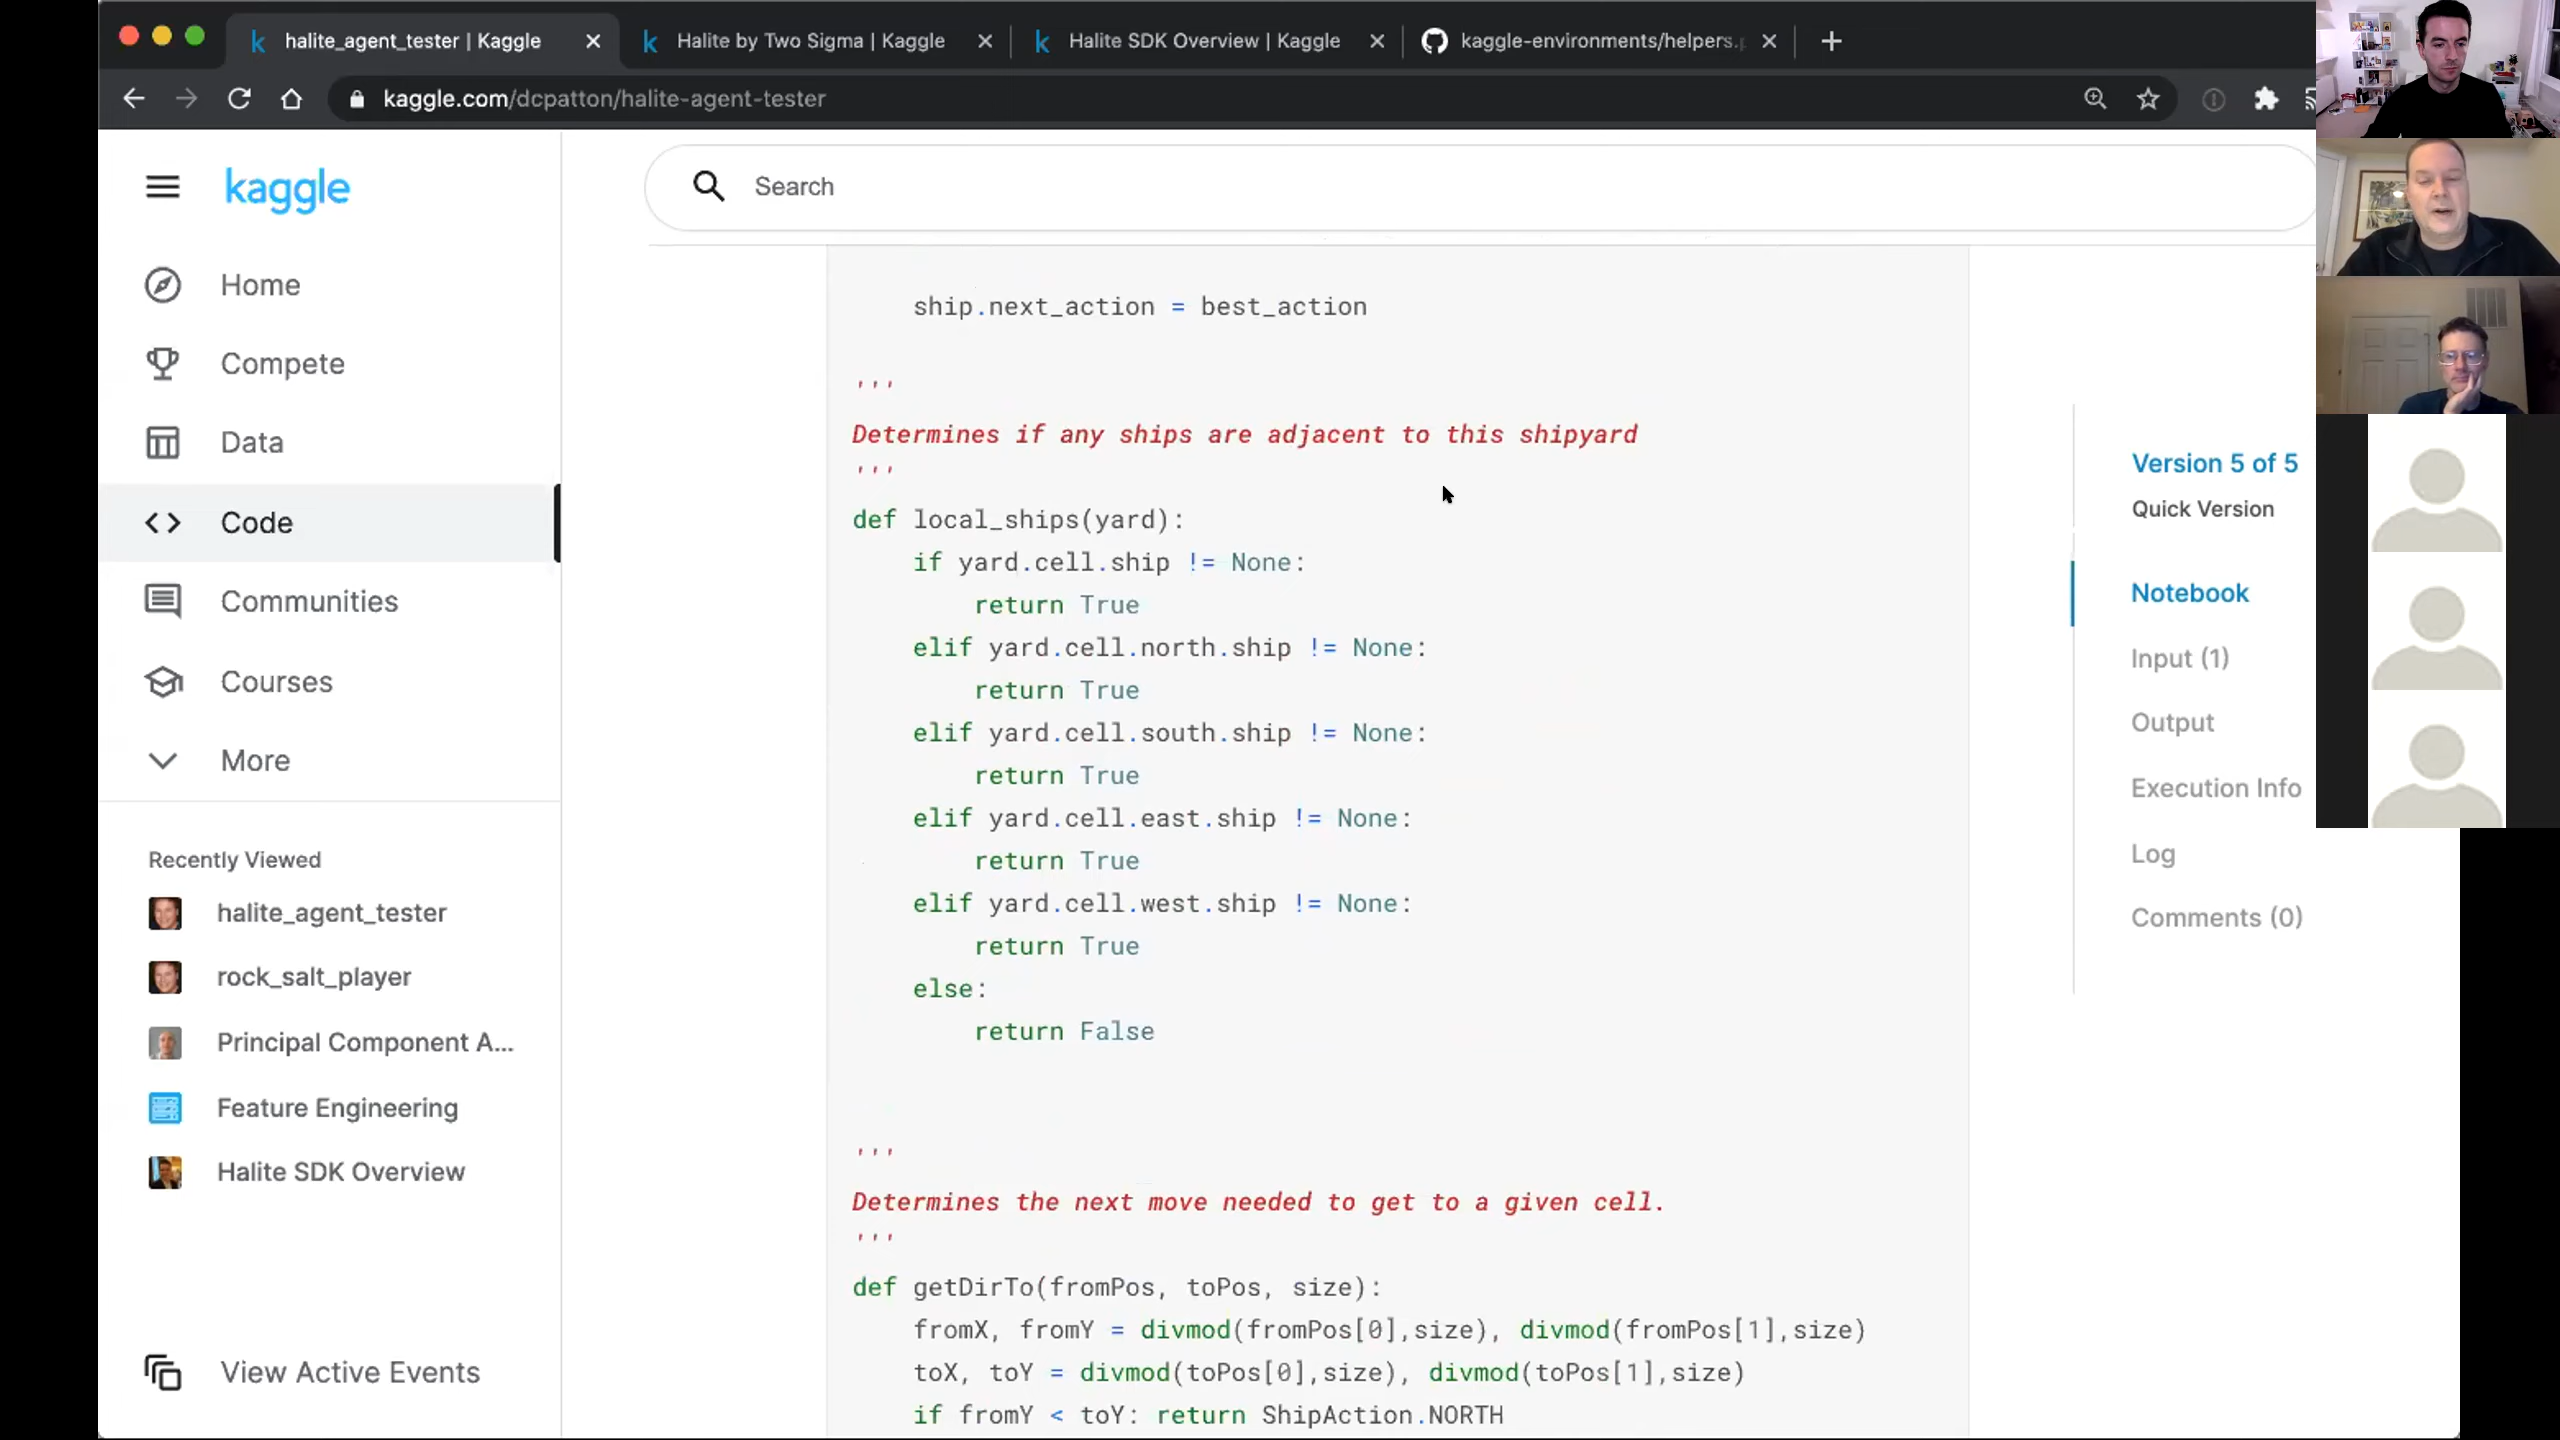 halite_agent_tester | Kaggle
Halite by Two Sigma | Kaggle
Halite SDK Overview | Kaggle
kaggle-environments/helpers.p
kaggle.com/dcpatton/halite-agent-tester
kaggle
Search
Home
Compete
Data
Code
Communities
Courses
More
Recently Viewed
halite_agent_tester
rock_salt_player
Principal Component A...
Feature Engineering
Halite SDK Overview
View Active Events
ship.next_action = best_action
'''
Determines if any ships are adjacent to this shipyard
'''
def local_ships(yard):
if yard.cell.ship != None:
return True
elif yard.cell.north.ship != None:
return True
elif yard.cell.south.ship != None:
return True
elif yard.cell.east.ship != None:
return True
elif yard.cell.west.ship != None:
return True
else:
return False
'''
Determines the next move needed to get to a given cell.
'''
def getDirTo(fromPos, toPos, size):
fromX, fromY = divmod(fromPos[0],size), divmod(fromPos[1],size)
toX, toY = divmod(toPos[0],size), divmod(toPos[1],size)
if fromY < toY: return ShipAction.NORTH
Version 5 of 5
Quick Version
Notebook
Input (1)
Output
Execution Info
Log
Comments (0)